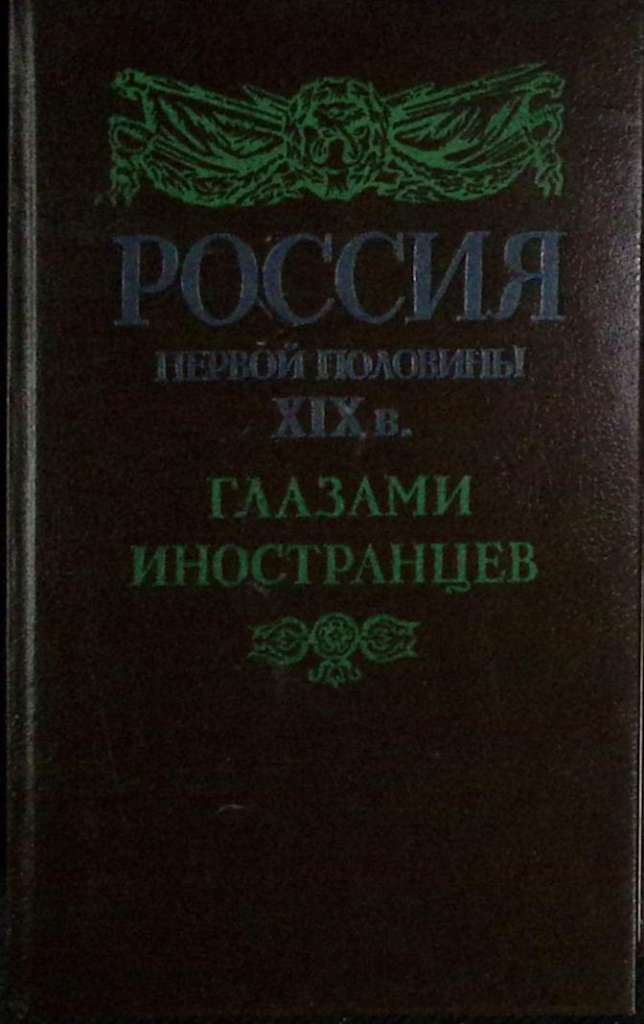 РОССИЯ
ПЕРВОЙ ПОЛОВИНЫ
XIX в.
ГЛАЗАМИ
ИНОСТРАНЦЕВ